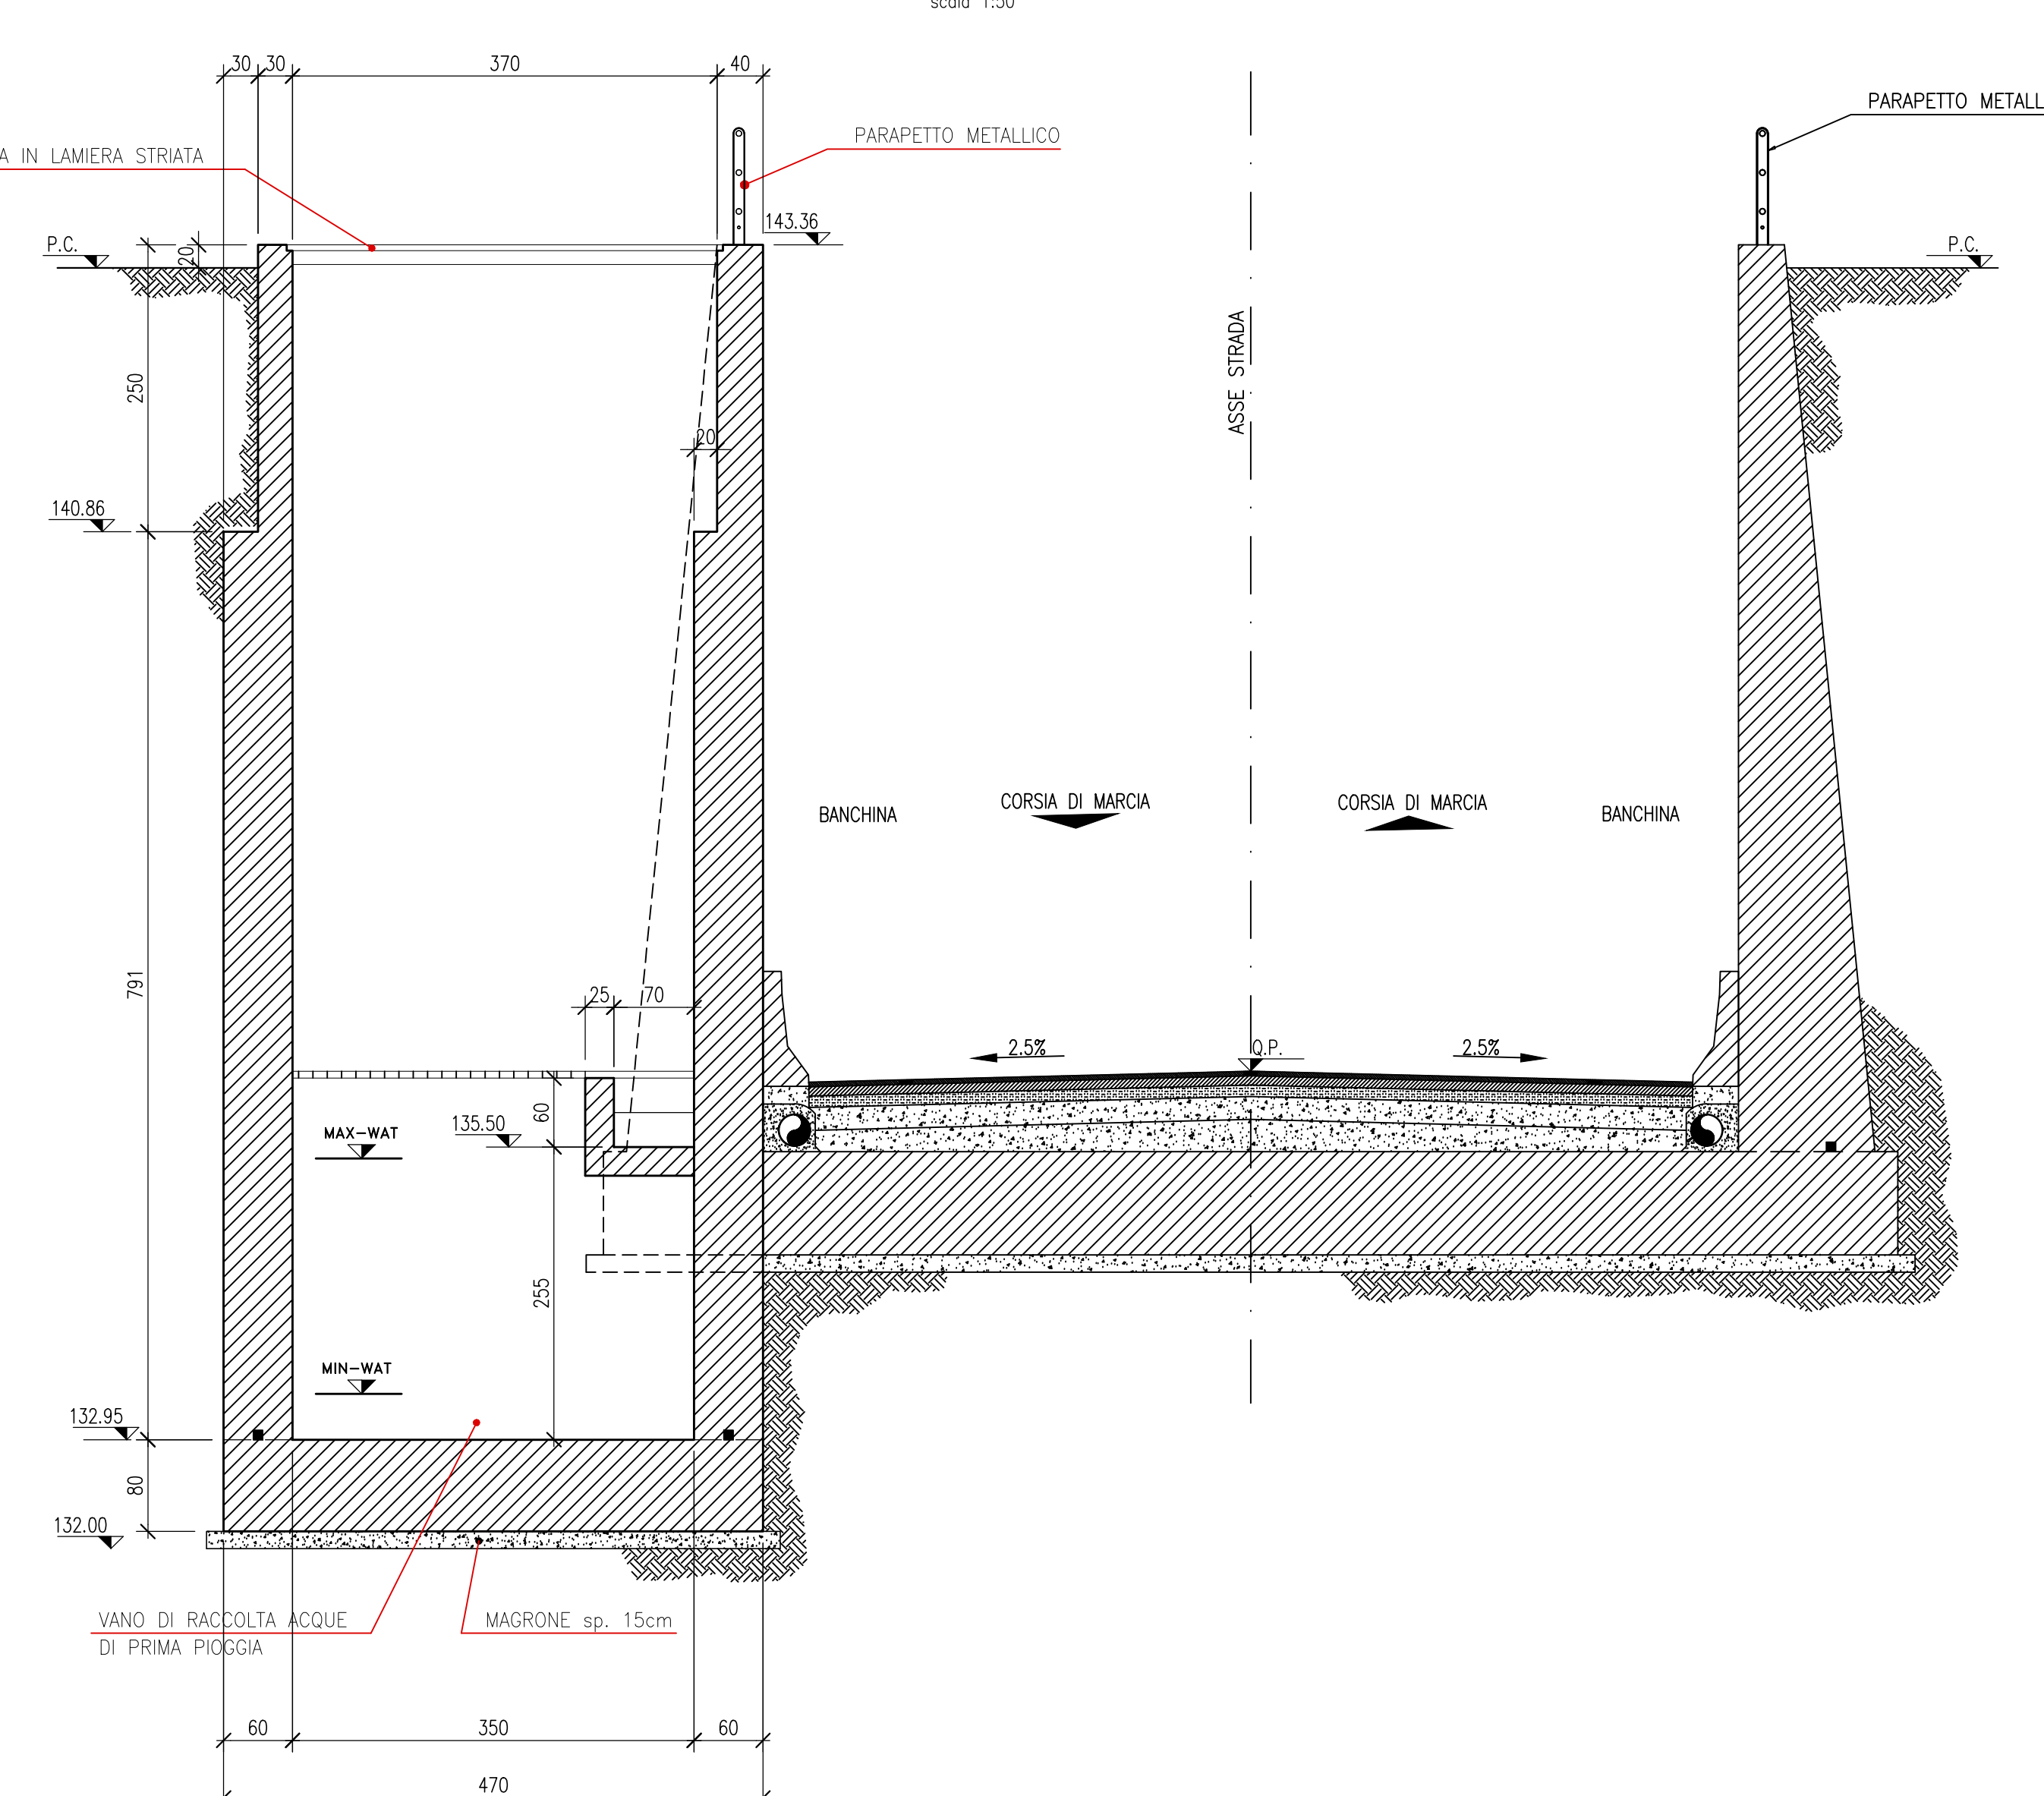 scala 1:50
30 30 370 40
PARAPETTO METALLICO
PARAPETTO METALL
A IN LAMIERA STRIATA
143.36
P.C.
20
P.C.
250
ASSE STRADA
20
140.86
CORSIA DI MARCIA
CORSIA DI MARCIA
BANCHINA
BANCHINA
791
25 70
2.5%
Q.P.
2.5%
60
135.50
MAX-WAT
255
MIN-WAT
132.95
80
132.00
VANO DI RACCOLTA ACQUE
DI PRIMA PIOGGIA
MAGRONE sp. 15cm
60 350 60
470